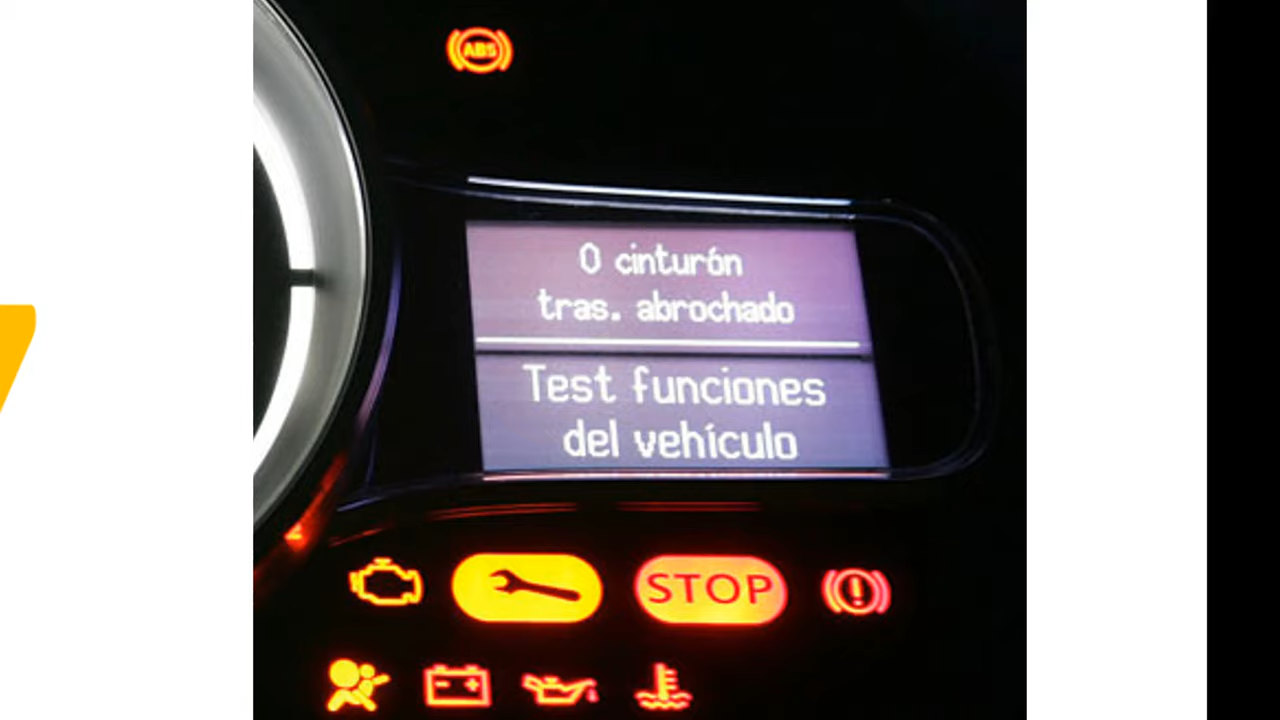 ABS
0 cinturón
tras. abrochado
Test funciones
del vehículo
STOP